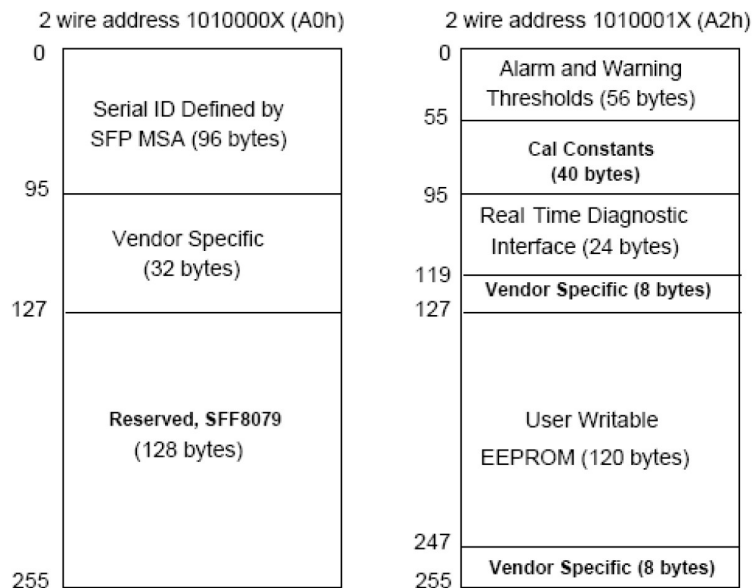 2 wire address 1010000X (A0h)
0
Serial ID Defined by
SFP MSA (96 bytes)
95
Vendor Specific
(32 bytes)
127
Reserved, SFF8079
(128 bytes)
255
2 wire address 1010001X (A2h)
0
Alarm and Warning
Thresholds (56 bytes)
55
Cal Constants
(40 bytes)
95
Real Time Diagnostic
Interface (24 bytes)
119
Vendor Specific (8 bytes)
127
User Writable
EEPROM (120 bytes)
247
Vendor Specific (8 bytes)
255